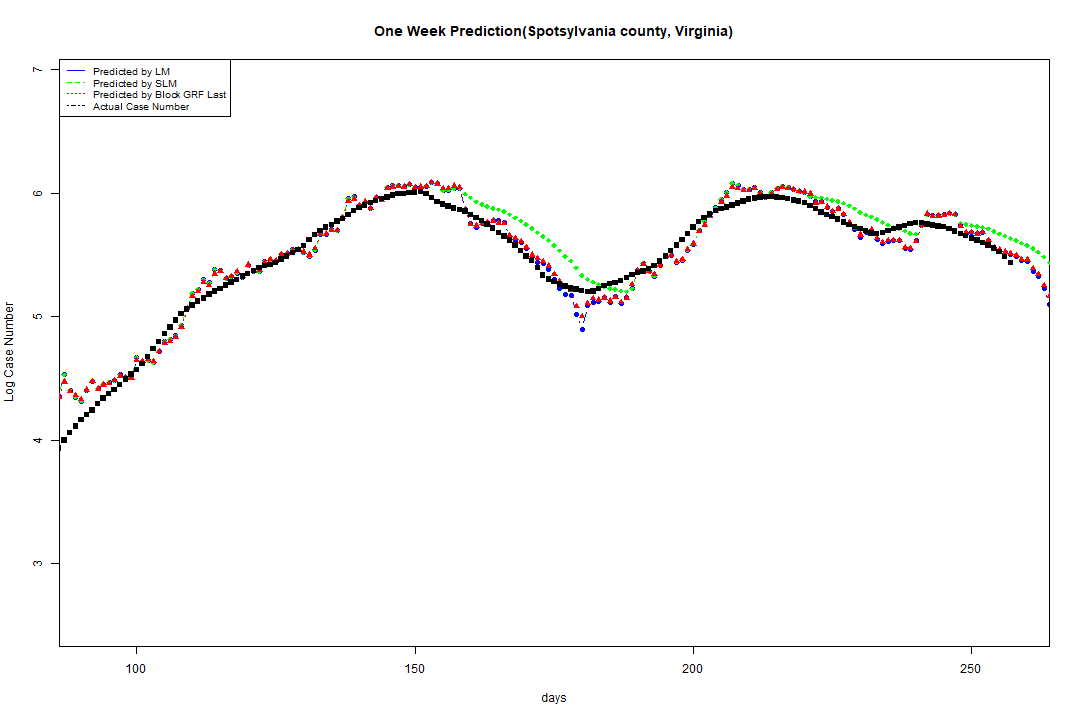 One Week Prediction(Spotsylvania county, Virginia)
Predicted by LM
Predicted by SLM
Predicted by Block GRF Last
Actual Case Number
7
6
5
4
3
Log Case Number
100 150 200 250
days